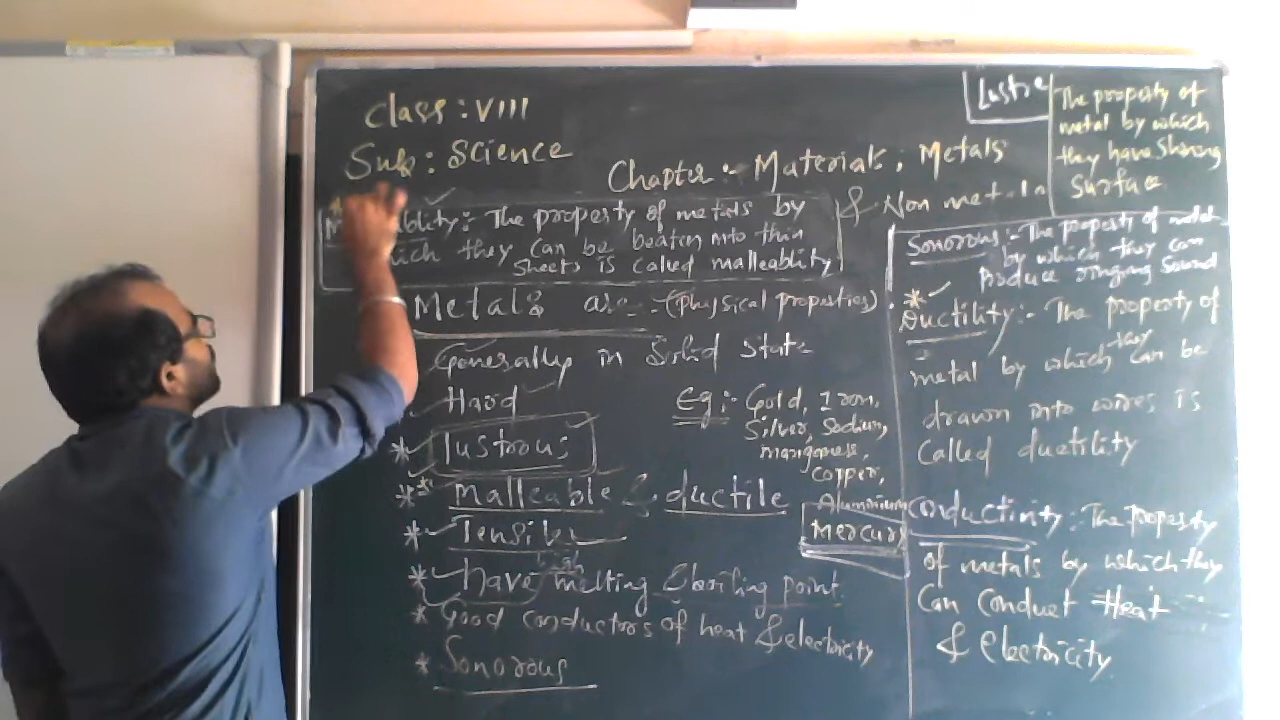 Class : VIII
Sub : Science
Chapter :- Materials : Metals
& Non metals
Lustre
The property of
metal by which
they have Shining
Surface
ablity : The property of metals by
which they can be beaten into thin
Sheets is called malleablity
Metals are - (physical properties)
Generally in Solid state
Hard
* lustrous :
** malleable & ductile
* Tensile
* have high melting & boiling point
* Good conductors of heat & electricity
* Sonorous
Eg :- Gold, Iron,
Silver, Sodium,
Manganese,
Copper,
Aluminium
Mercury
Sonorous :- The property of metal
by which they can
produce ringing Sound
* Ductility :- The property of
metal by which they can be
drawn into wires is
Called ductility
Conductivity : The property
of metals by which they
Can Conduct Heat
& Electricity